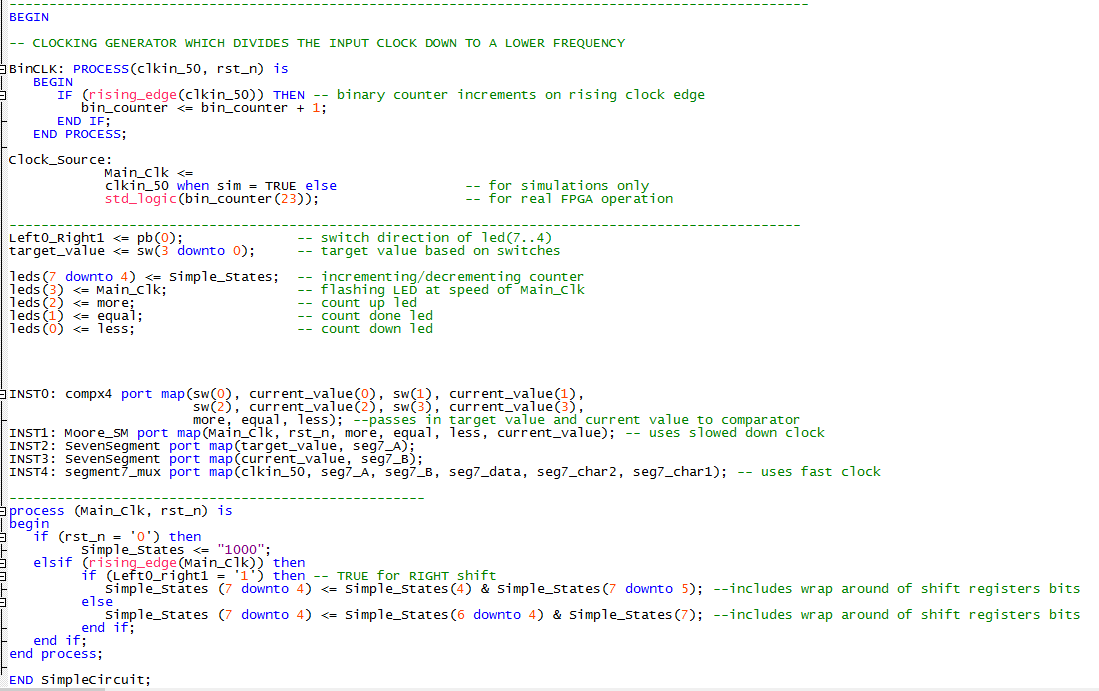 ----------------------------------------------------------------------------------------------------
BEGIN
-- CLOCKING GENERATOR WHICH DIVIDES THE INPUT CLOCK DOWN TO A LOWER FREQUENCY
BinCLK: PROCESS(clkin_50, rst_n) is
   BEGIN
      IF (rising_edge(clkin_50)) THEN -- binary counter increments on rising clock edge
         bin_counter <= bin_counter + 1;
      END IF;
   END PROCESS;
Clock_Source:
            Main_Clk <=
            clkin_50 when sim = TRUE else                -- for simulations only
            std_logic(bin_counter(23));                  -- for real FPGA operation
---------------------------------------------------------------------------------------------------
Left0_Right1 <= pb(0);              -- switch direction of led(7..4)
target_value <= sw(3 downto 0);     -- target value based on switches
leds(7 downto 4) <= Simple_States;  -- incrementing/decrementing counter
leds(3) <= Main_Clk;                -- flashing LED at speed of Main_Clk
leds(2) <= more;                    -- count up led
leds(1) <= equal;                   -- count done led
leds(0) <= less;                    -- count down led
INST0: compx4 port map(sw(0), current_value(0), sw(1), current_value(1),
                       sw(2), current_value(2), sw(3), current_value(3),
                       more, equal, less); --passes in target value and current value to comparator
INST1: Moore_SM port map(Main_Clk, rst_n, more, equal, less, current_value); -- uses slowed down clock
INST2: SevenSegment port map(target_value, seg7_A);
INST3: SevenSegment port map(current_value, seg7_B);
INST4: segment7_mux port map(clkin_50, seg7_A, seg7_B, seg7_data, seg7_char2, seg7_char1); -- uses fast clock
----------------------------------------------------
process (Main_Clk, rst_n) is
begin
   if (rst_n = '0') then
         Simple_States <= "1000";
   elsif (rising_edge(Main_Clk)) then
         if (Left0_right1 = '1') then -- TRUE for RIGHT shift
            Simple_States (7 downto 4) <= Simple_States(4) & Simple_States(7 downto 5); --includes wrap around of shift registers bits
         else
            Simple_States (7 downto 4) <= Simple_States(6 downto 4) & Simple_States(7); --includes wrap around of shift registers bits
         end if;
   end if;
end process;
END SimpleCircuit;